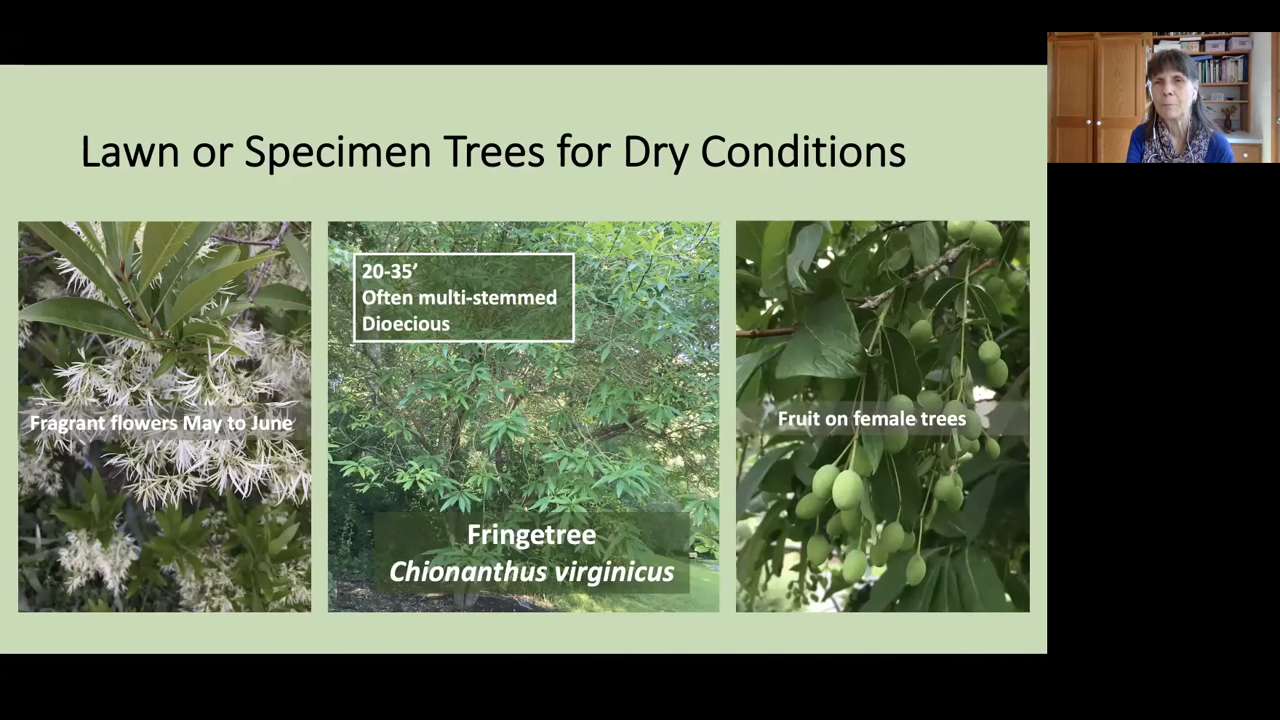 Lawn or Specimen Trees for Dry Conditions
Fragrant flowers May to June
20-35’
Often multi-stemmed
Dioecious
Fringetree
Chionanthus virginicus
Fruit on female trees